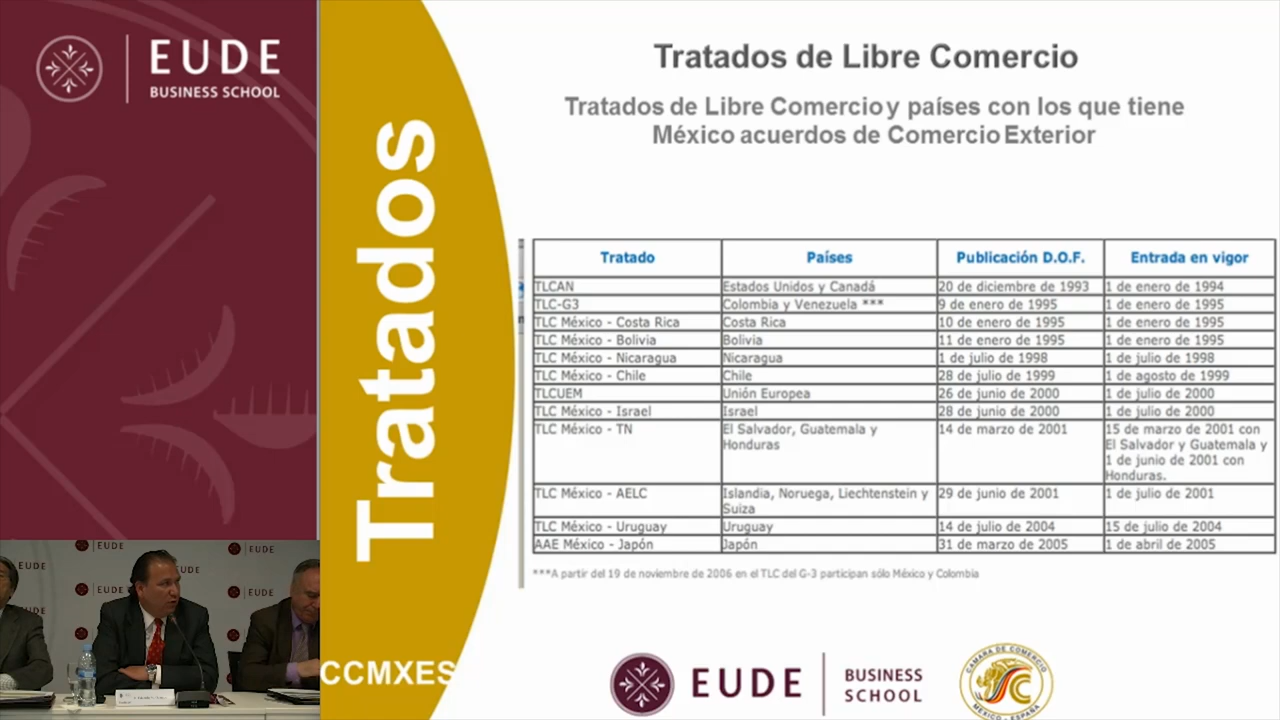 EUDE
BUSINESS SCHOOL
Tratados
CCMXES
Tratados de Libre Comercio
Tratados de Libre Comercio y países con los que tiene
México acuerdos de Comercio Exterior
Tratado Países Publicación D.O.F. Entrada en vigor
TLCAN Estados Unidos y Canadá 20 de diciembre de 1993 1 de enero de 1994
TLC-G3 Colombia y Venezuela *** 9 de enero de 1995 1 de enero de 1995
TLC México - Costa Rica Costa Rica 10 de enero de 1995 1 de enero de 1995
TLC México - Bolivia Bolivia 11 de enero de 1995 1 de enero de 1995
TLC México - Nicaragua Nicaragua 1 de julio de 1998 1 de julio de 1998
TLC México - Chile Chile 28 de julio de 1999 1 de agosto de 1999
TLCUEM Unión Europea 26 de junio de 2000 1 de julio de 2000
TLC México - Israel Israel 28 de junio de 2000 1 de julio de 2000
TLC México - TN El Salvador, Guatemala y 14 de marzo de 2001 15 de marzo de 2001 con
Honduras El Salvador y Guatemala y
1 de junio de 2001 con
Honduras.
TLC México - AELC Islandia, Noruega, Liechtenstein y 29 de junio de 2001 1 de julio de 2001
Suiza
TLC México - Uruguay Uruguay 14 de julio de 2004 15 de julio de 2004
AAE México - Japón Japón 31 de marzo de 2005 1 de abril de 2005
***A partir del 19 de noviembre de 2006 en el TLC del G-3 participan sólo México y Colombia
EUDE
BUSINESS
SCHOOL
CAMARA DE COMERCIO
MÉXICO - ESPAÑA
EUDE
EUDE
EUDE
EUDE
EUDE
EUDE